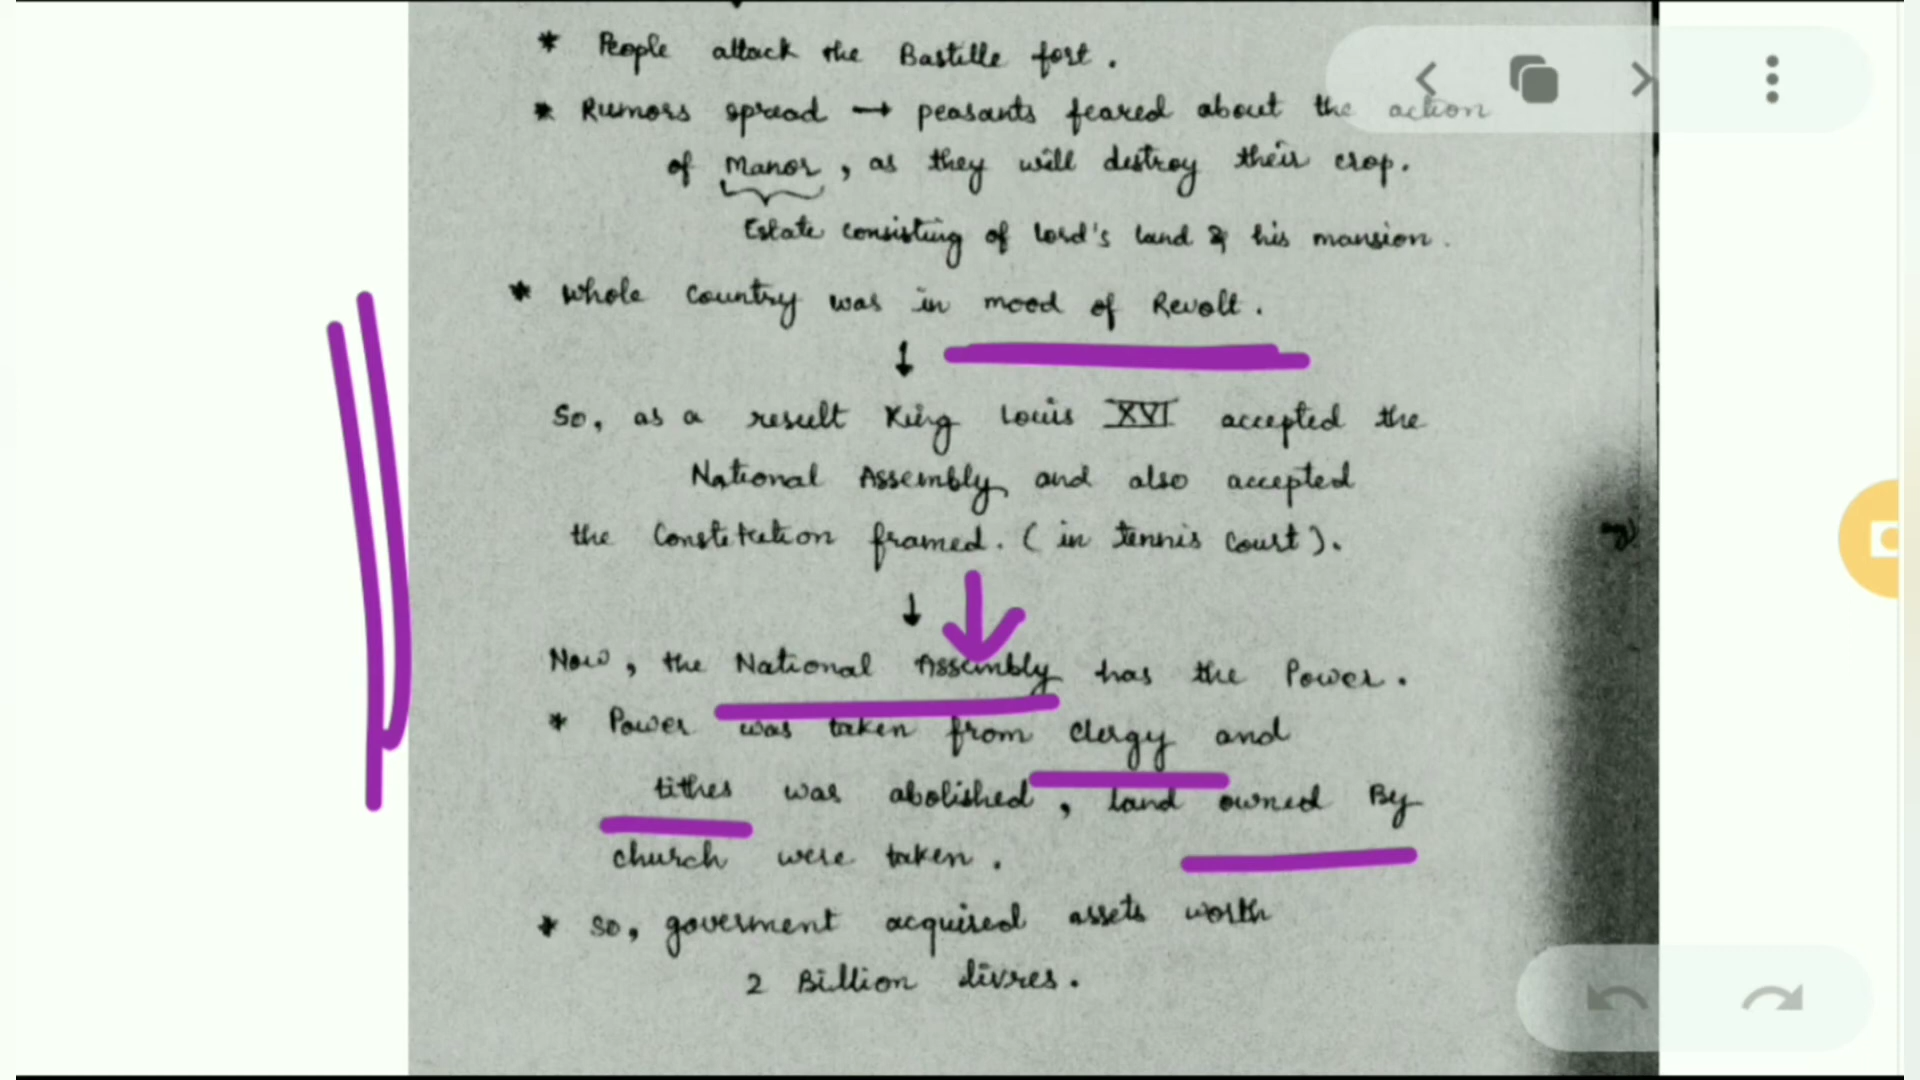 * People attack the Bastille fort.
* Rumors spread → peasants feared about the action
of Manor, as they will destroy their crop.
Estate consisting of lord's land & his mansion.
* Whole Country was in mood of Revolt.
↓
So, as a result King Louis XVI accepted the
National Assembly and also accepted
the Constitution framed. (in tennis court).
↓
Now, the National Assembly has the Power.
* Power was taken from clergy and
tithes was abolished, land owned By
church were taken.
* So, goverment acquired assets worth
2 Billion livres.